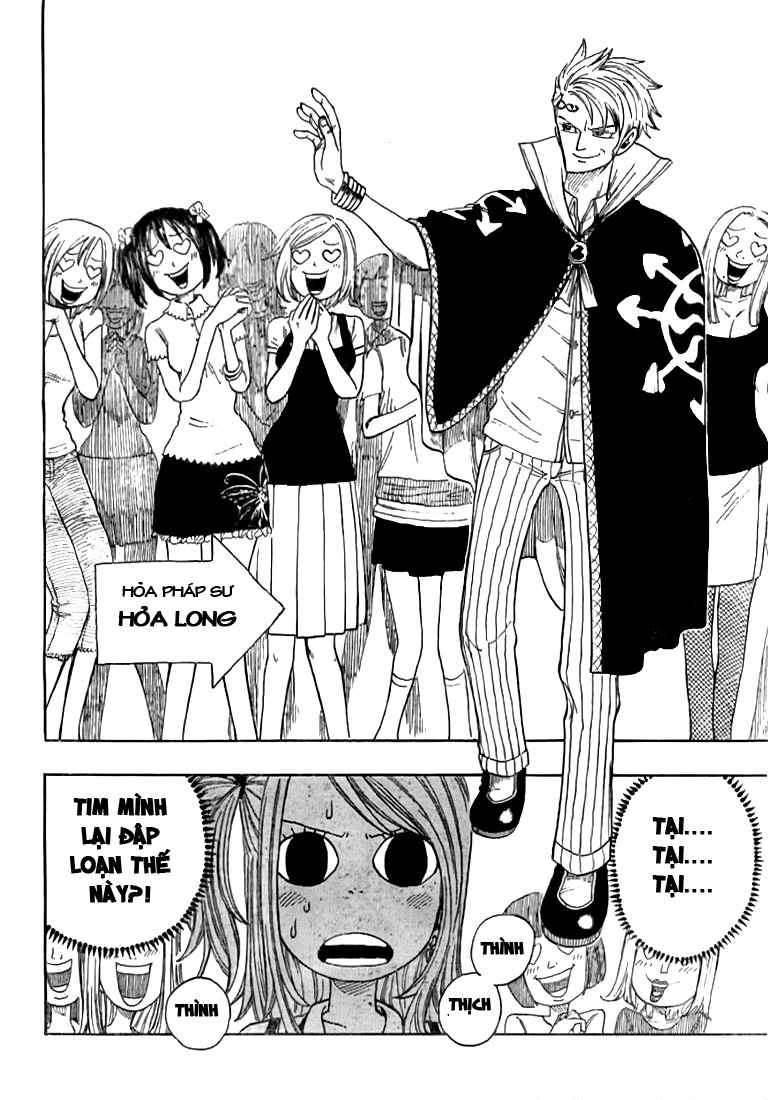 HỎA PHÁP SƯ
HỎA LONG
TẠI....
TẠI....
TẠI....
TIM MÌNH
LẠI ĐẬP
LOẠN THẾ
NÀY?!
THÌNH
THỊCH
THÌNH